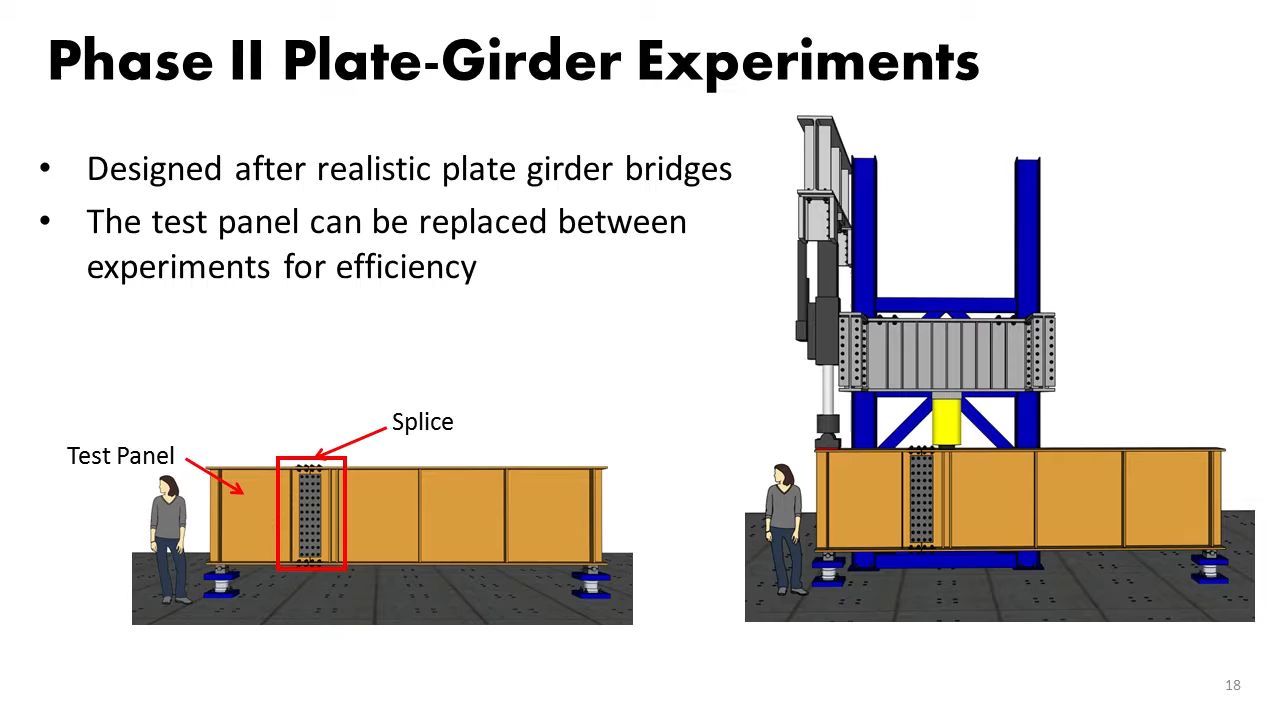 Phase II Plate-Girder Experiments
• Designed after realistic plate girder bridges
• The test panel can be replaced between
experiments for efficiency
Splice
Test Panel
18